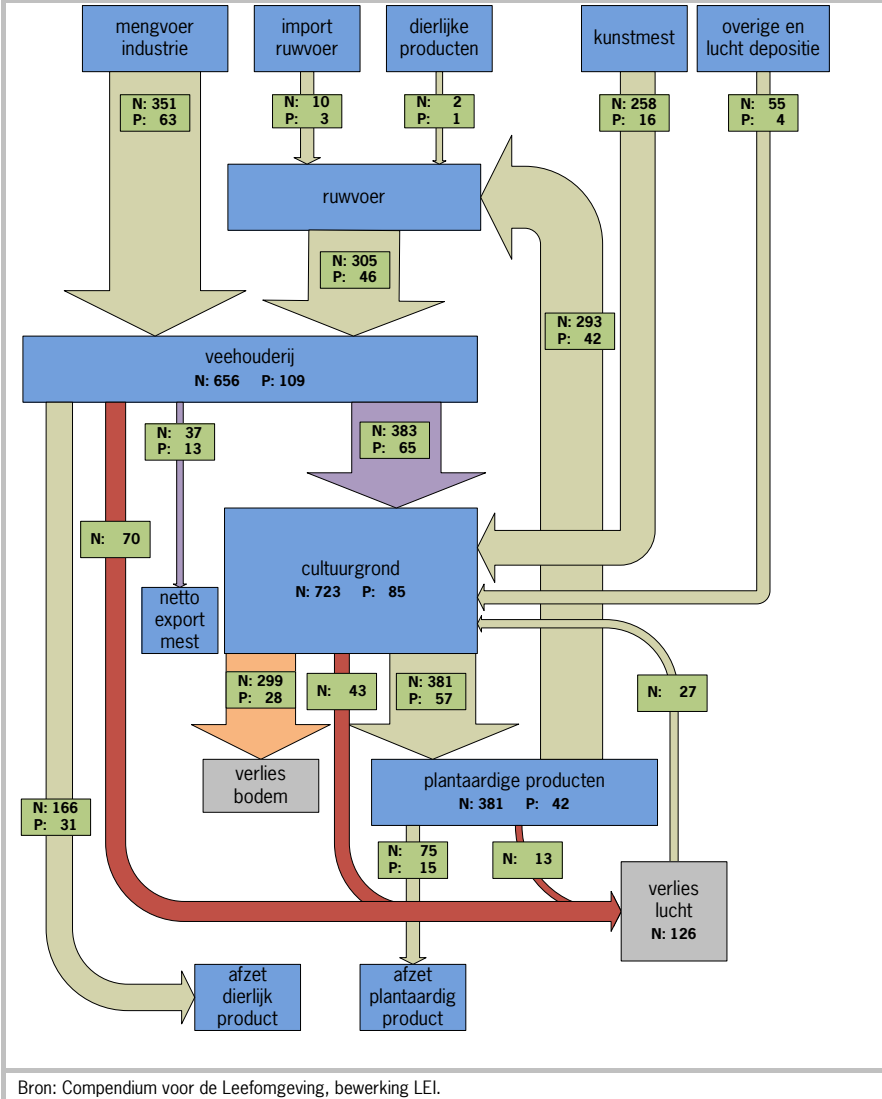 mengvoer
industrie
import
ruwvoer
dierlijke
producten
kunstmest
overige en
lucht depositie
N: 351
P: 63
N: 10
P: 3
N: 2
P: 1
N: 258
P: 16
N: 55
P: 4
ruwvoer
N: 305
P: 46
N: 293
P: 42
veehouderij
N: 656 P: 109
N: 37
P: 13
N: 383
P: 65
N: 70
cultuurgrond
N: 723 P: 85
netto
export
mest
N: 299
P: 28
N: 43
N: 381
P: 57
N: 27
verlies
bodem
plantaardige producten
N: 381 P: 42
N: 166
P: 31
N: 75
P: 15
N: 13
verlies
lucht
N: 126
afzet
dierlijk
product
afzet
plantaardig
product
Bron: Compendium voor de Leefomgeving, bewerking LEI.